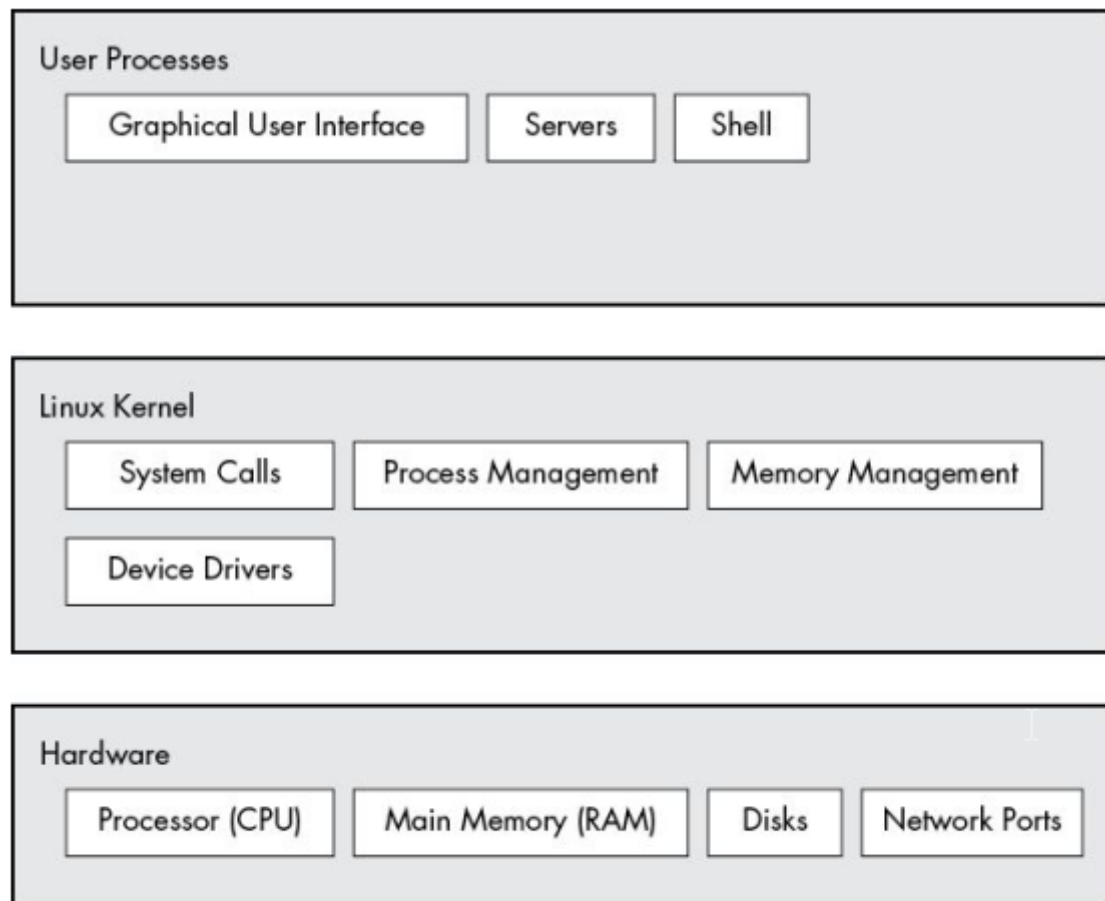 User Processes
Graphical User Interface Servers Shell
Linux Kernel
System Calls Process Management Memory Management
Device Drivers
Hardware
Processor (CPU) Main Memory (RAM) Disks Network Ports